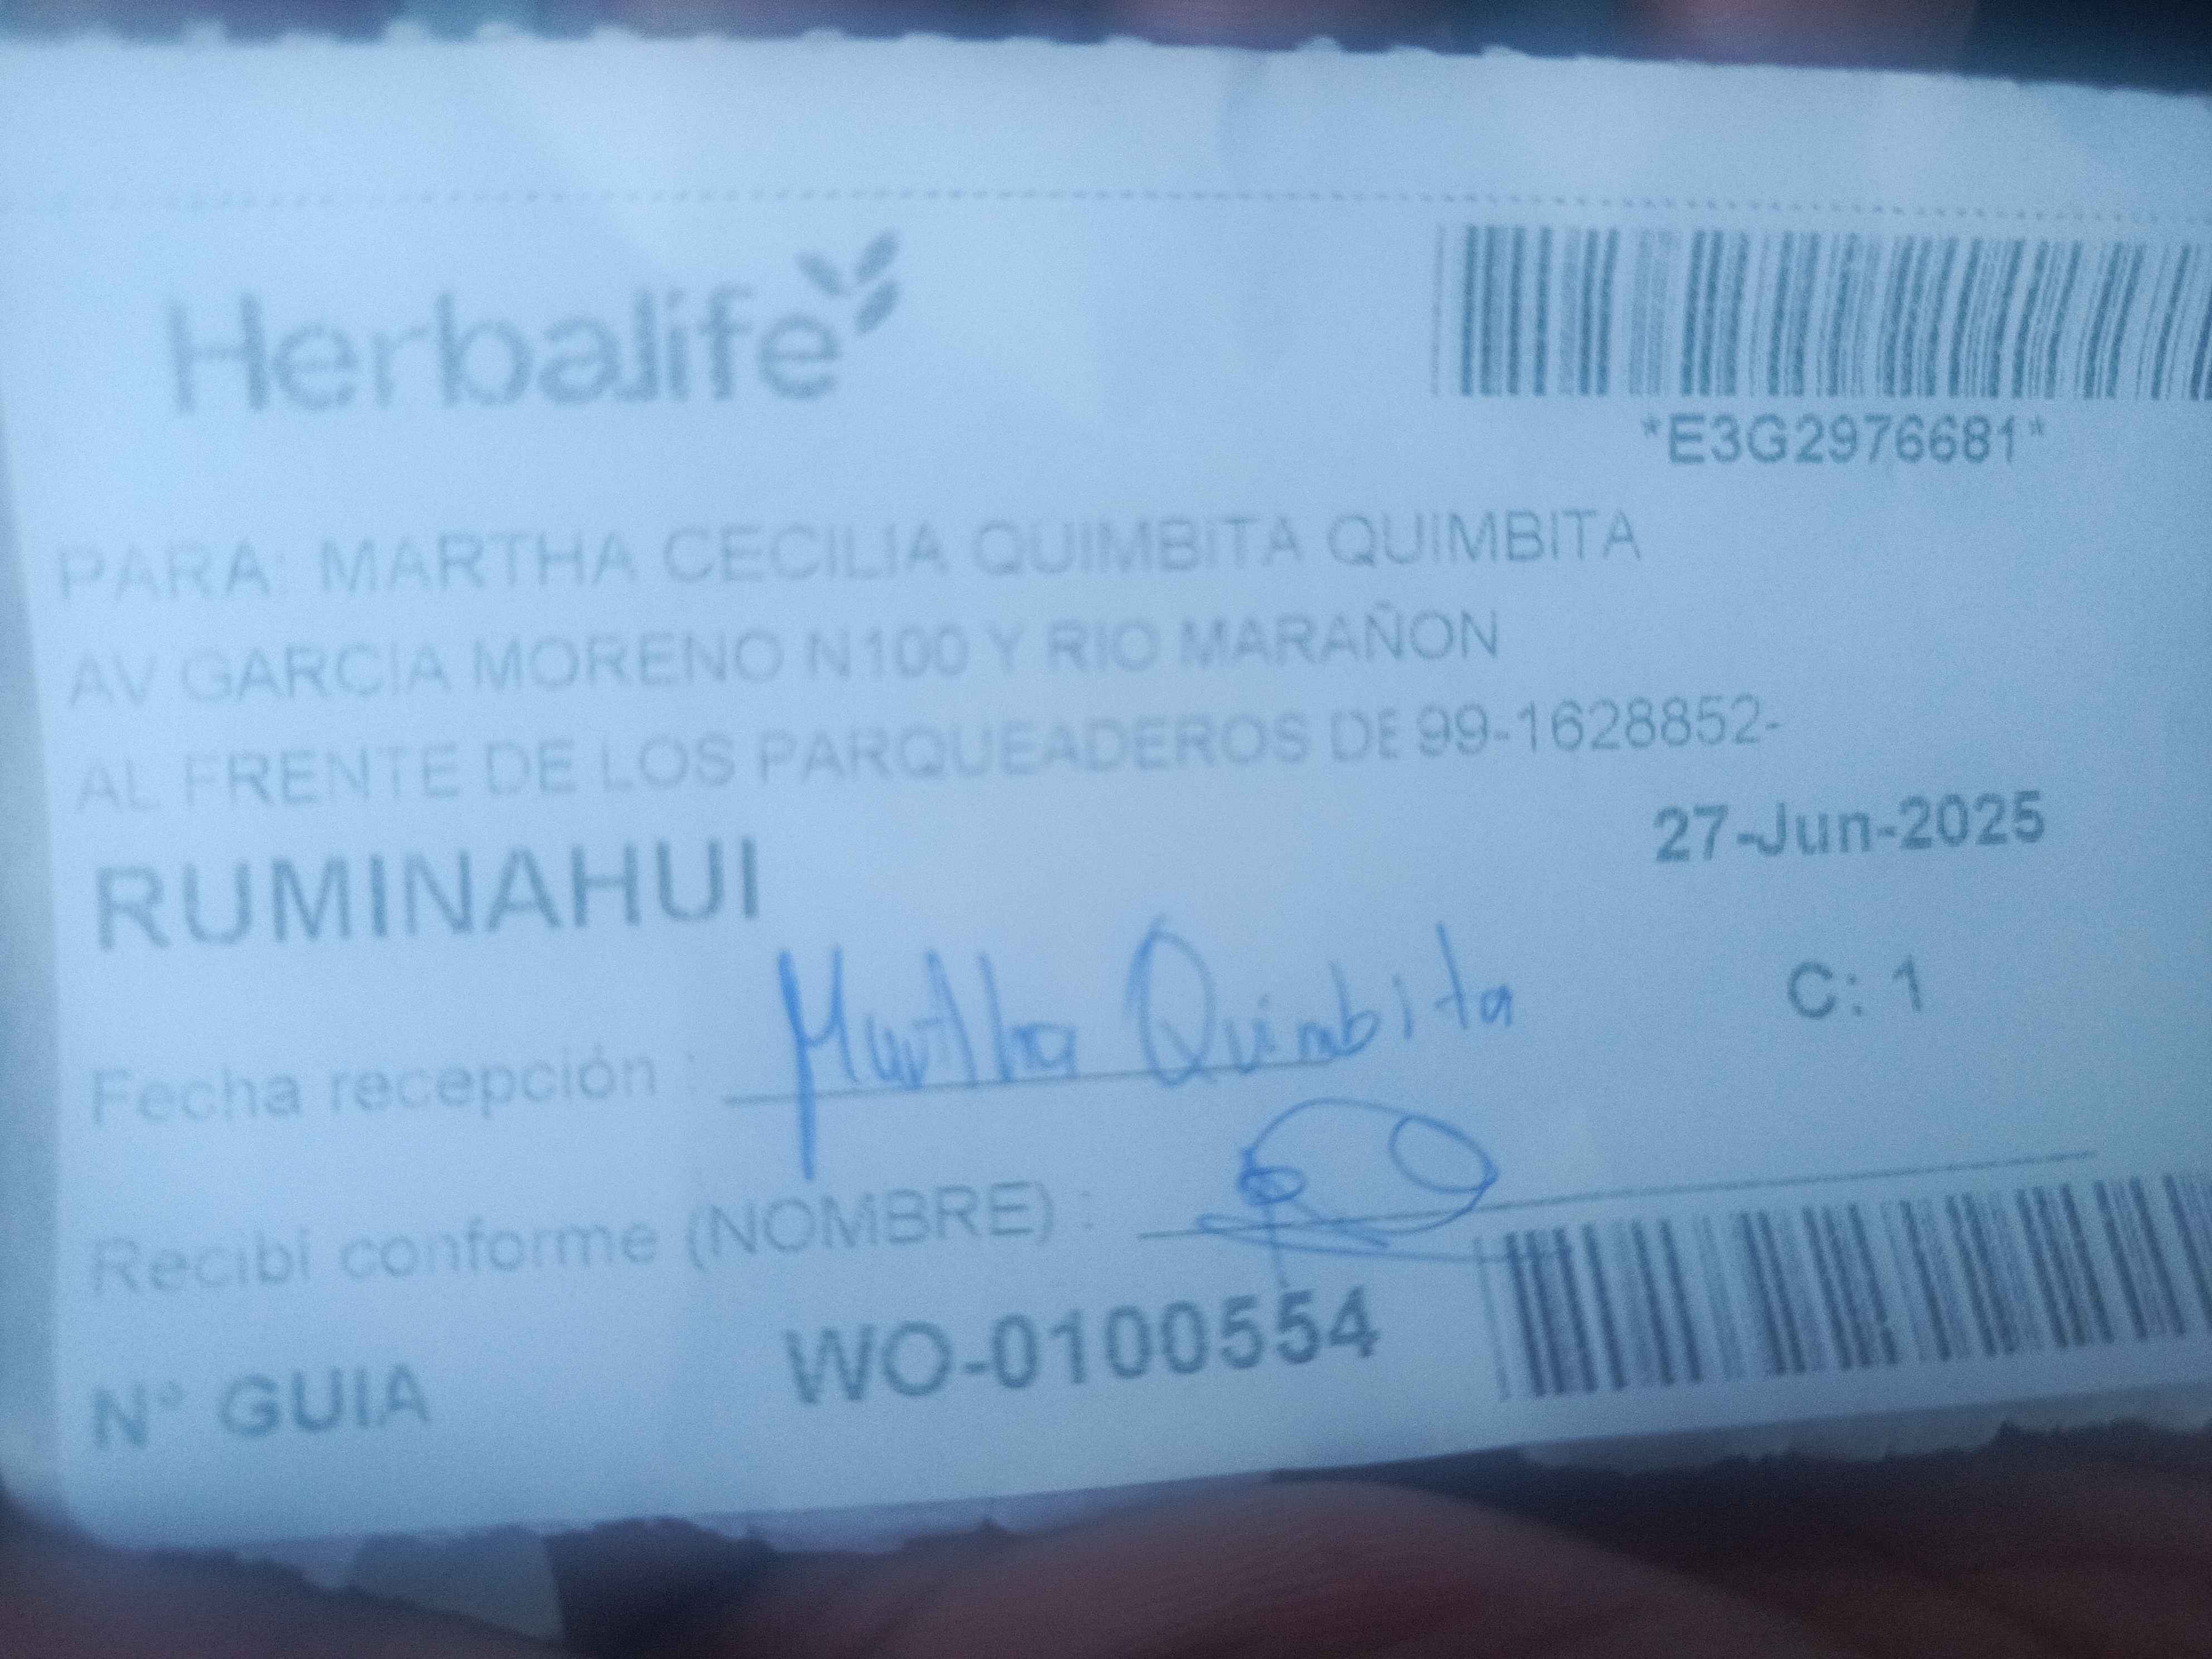 Herbalife
*E3G2976681*
PARA: MARTHA CECILIA QUIMBITA QUIMBITA
AV GARCIA MORENO N100 Y RIO MARAÑON
AL FRENTE DE LOS PARQUEADEROS DE 99-1628852-
RUMINAHUI 27-Jun-2025
C: 1
Fecha recepción : Martha Quimbita
Recibi conforme (NOMBRE) :
N° GUIA WO-0100554